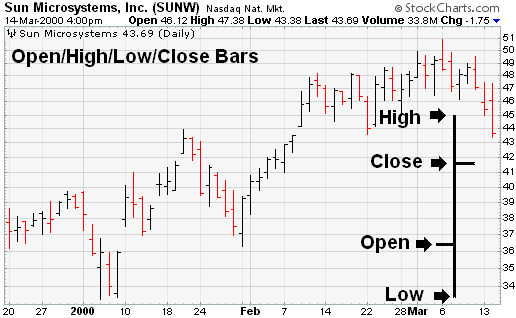 Sun Microsystems, Inc. (SUNW) Nasdaq Nat. Mkt. © StockCharts.com
14-Mar-2000 4:00pm Open 46.12 High 47.38 Low 43.38 Last 43.69 Volume 33.8M Chg -1.75
Sun Microsystems 43.69 (Daily)
Open/High/Low/Close Bars
51
50
49
48
47
46
High
45
44
43
42
Close
41
40
39
38
37
Open
36
35
34
Low
20 27 2000 10 18 24 Feb 7 14 22 28 Mar 6 13